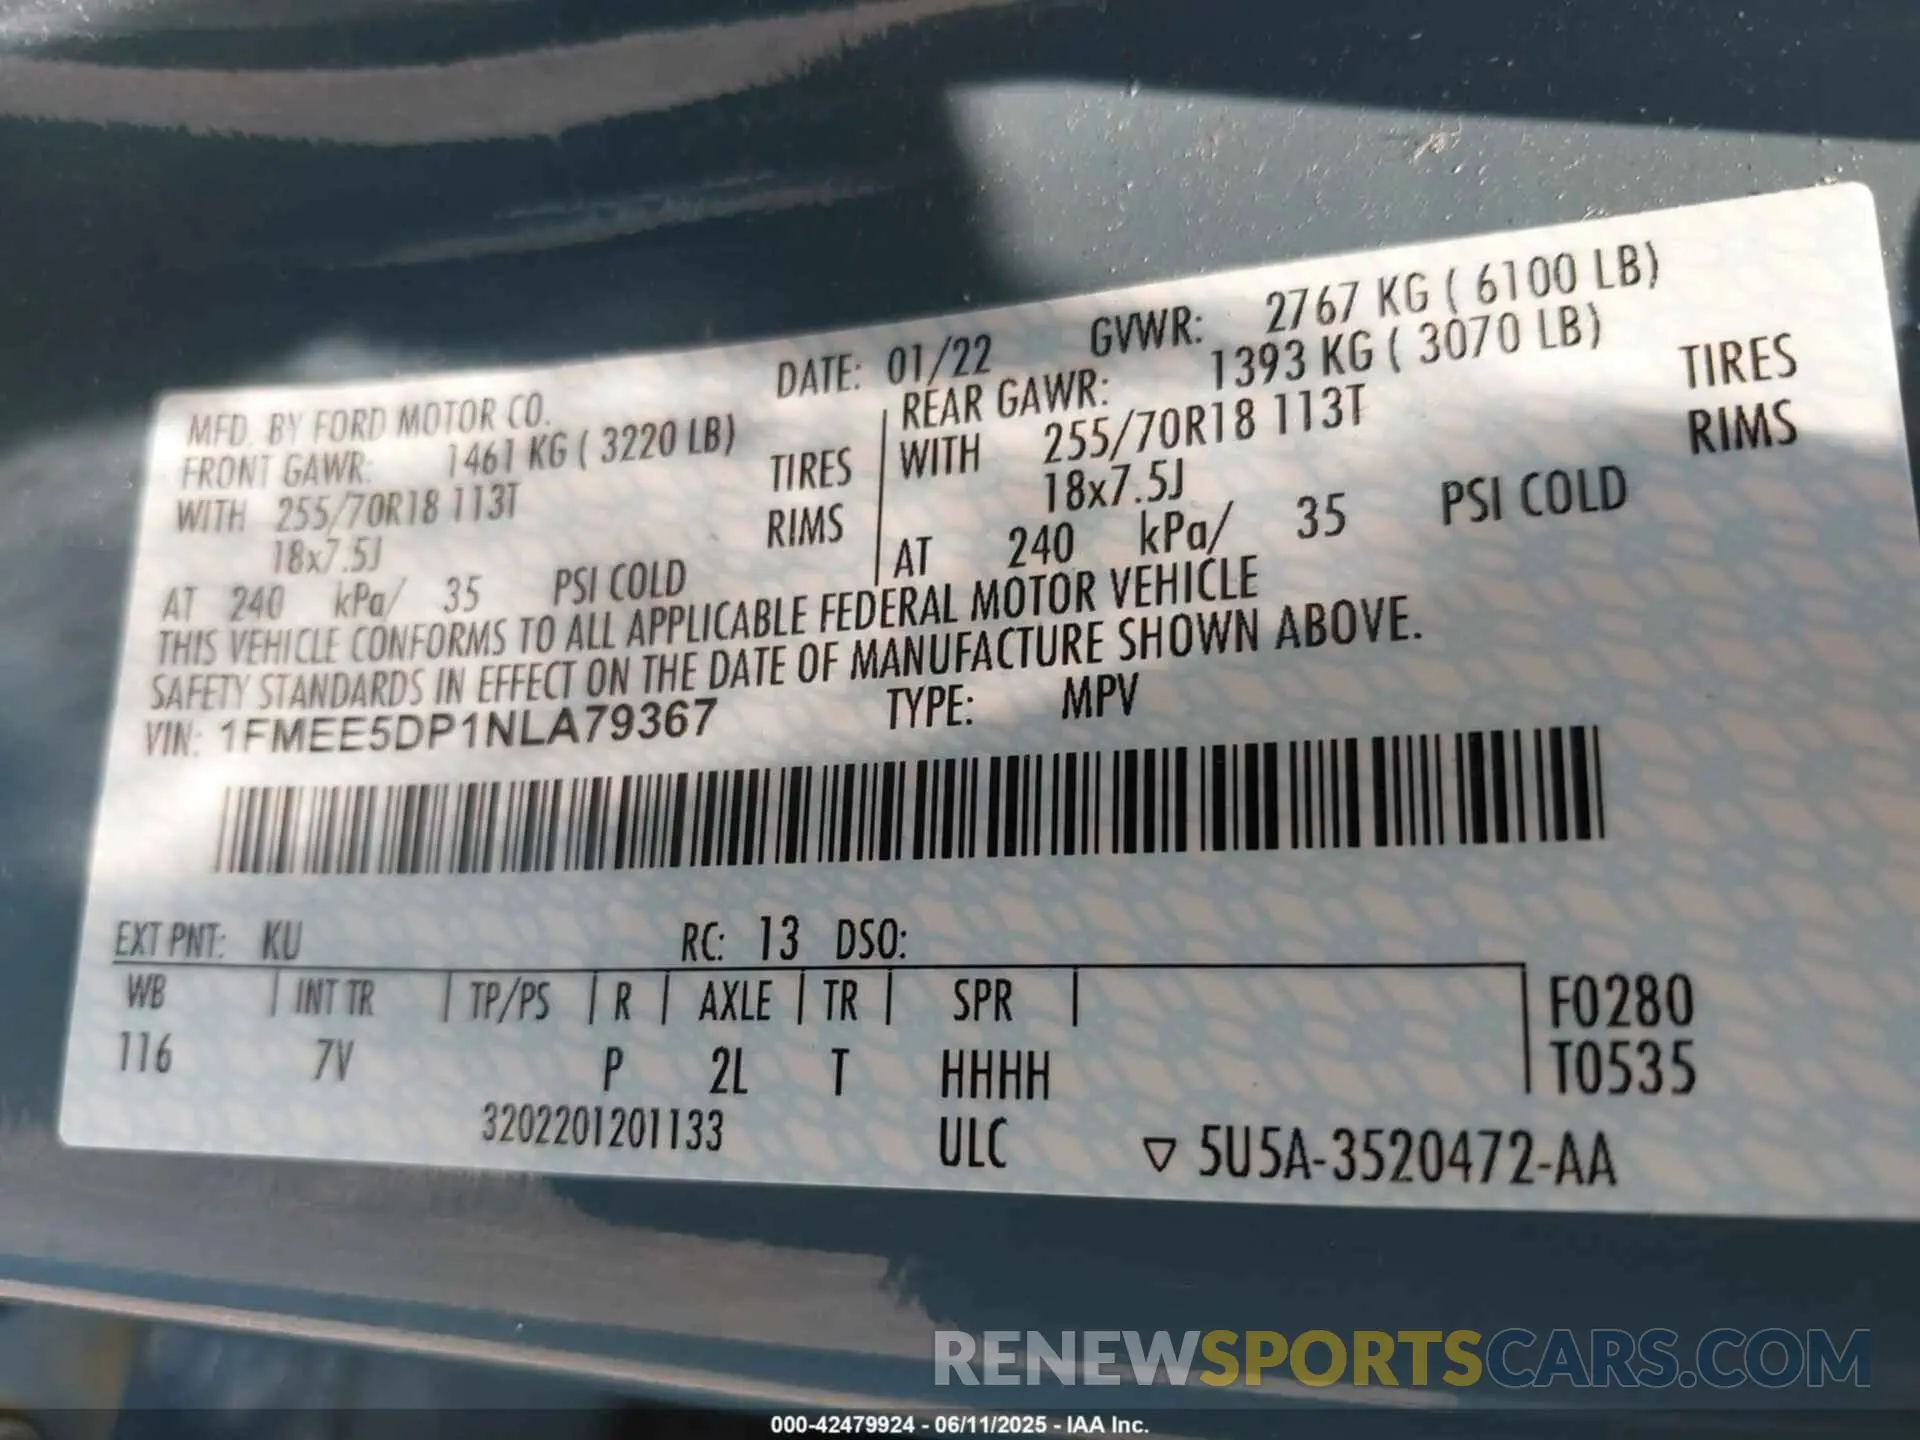 MFD. BY FORD MOTOR CO. DATE: 01/22 GVWR: 2767 KG ( 6100 LB)
FRONT GAWR: 1461 KG ( 3220 LB)
WITH 255/70R18 113T TIRES
18x7.5J RIMS
AT 240 kPa/ 35 PSI COLD
REAR GAWR: 1393 KG ( 3070 LB)
WITH 255/70R18 113T TIRES
18x7.5J RIMS
AT 240 kPa/ 35 PSI COLD
THIS VEHICLE CONFORMS TO ALL APPLICABLE FEDERAL MOTOR VEHICLE
SAFETY STANDARDS IN EFFECT ON THE DATE OF MANUFACTURE SHOWN ABOVE.
VIN: 1FMEE5DP1NLA79367 TYPE: MPV
EXT PNT: KU RC: 13 DSO:
WB | INT TR | TP/PS | R | AXLE | TR | SPR | F0280
116 7V P 2L T HHHH T0535
3202201201133 ULC ▽ 5U5A-3520472-AA
RENEWSPORTSCARS.COM
000-42479924 - 06/11/2025 - IAA Inc.